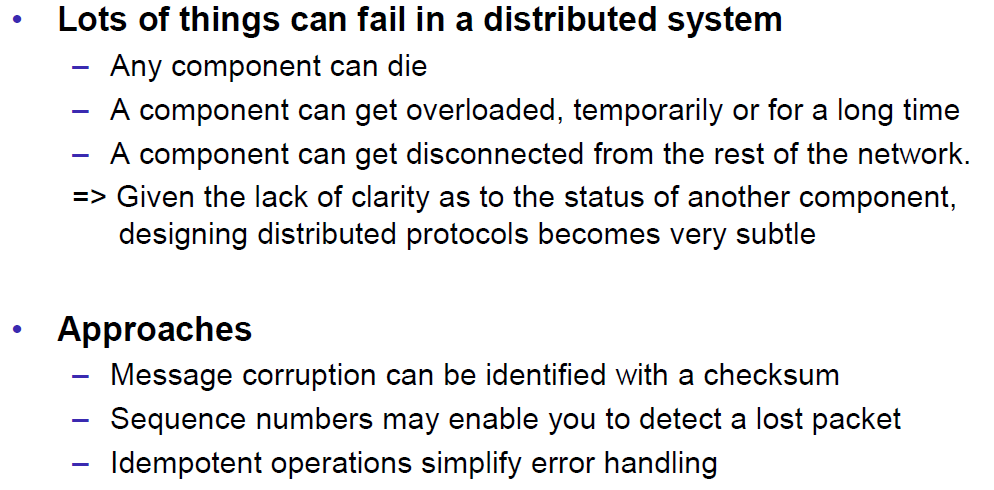 • Lots of things can fail in a distributed system
– Any component can die
– A component can get overloaded, temporarily or for a long time
– A component can get disconnected from the rest of the network.
=> Given the lack of clarity as to the status of another component,
designing distributed protocols becomes very subtle
• Approaches
– Message corruption can be identified with a checksum
– Sequence numbers may enable you to detect a lost packet
– Idempotent operations simplify error handling